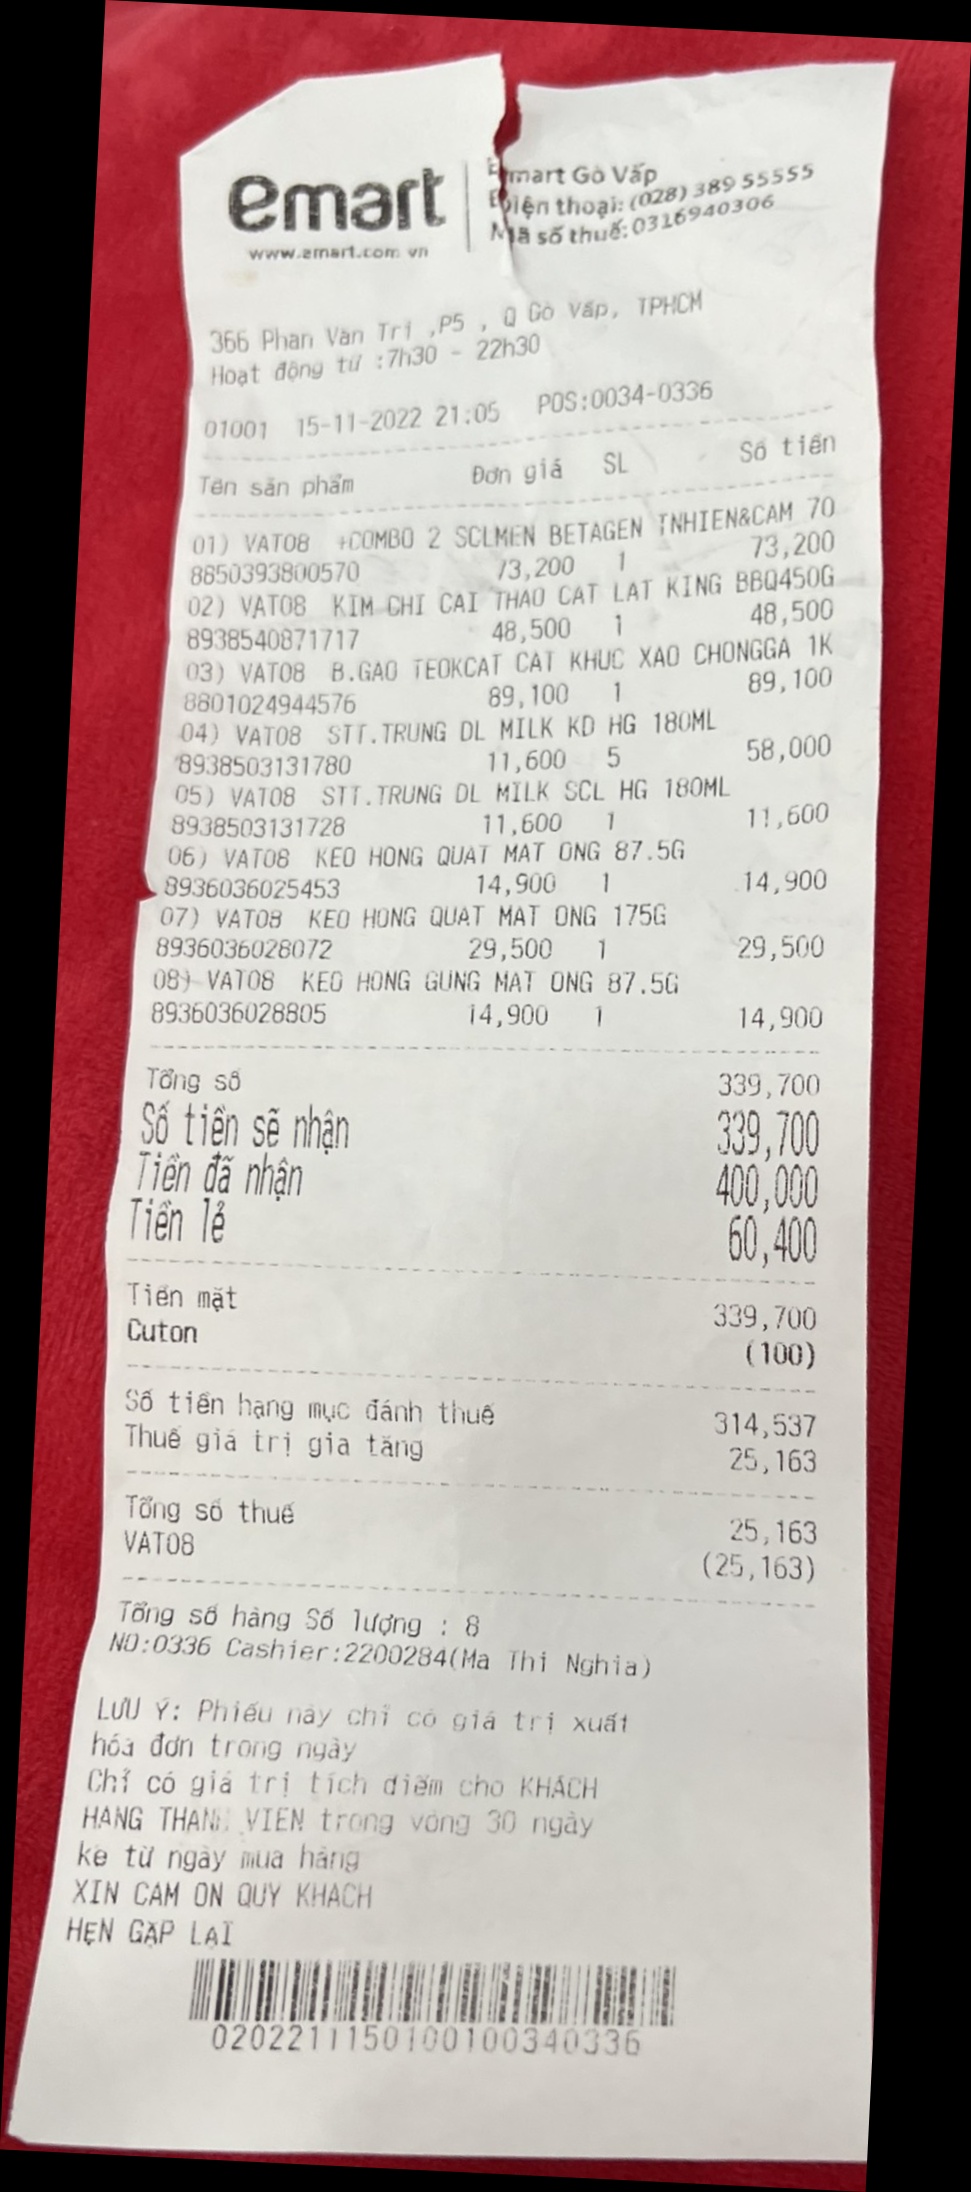 emart
www.emart.com.vn
Emart Gò Vấp
Điện thoại: (028) 389 55555
Mã số thuế: 0316940306
366 Phan Van Tri ,P5 , Q Gò Vấp, TPHCM
Hoạt động từ :7h30 - 22h30
01001 15-11-2022 21:05 POS:0034-0336
Tên sản phẩm Đơn giá SL Số tiền
01) VAT08 +COMBO 2 SCLMEN BETAGEN TNHIEN&CAM 70
8850393800570 73,200 1 73,200
02) VAT08 KIM CHI CAI THAO CAT LAT KING BBQ450G
8938540871717 48,500 1 48,500
03) VAT08 B.GAO TEOKCAT CAT KHUC XAO CHONGGA 1K
8801024944576 89,100 1 89,100
04) VAT08 STT.TRUNG DL MILK KD HG 180ML
8938503131780 11,600 5 58,000
05) VAT08 STT.TRUNG DL MILK SCL HG 180ML
8938503131728 11,600 1 11,600
06) VAT08 KEO HONG QUAT MAT ONG 87.5G
8936036025453 14,900 1 14,900
07) VAT08 KEO HONG QUAT MAT ONG 175G
8936036028072 29,500 1 29,500
08) VAT08 KEO HONG GUNG MAT ONG 87.5G
8936036028805 14,900 1 14,900
Tổng số 339,700
Số tiền sẽ nhận 339,700
Tiền đã nhận 400,000
Tiền lẻ 60,400
Tiền mặt 339,700
Cuton (100)
Số tiền hạng mục đánh thuế 314,537
Thuế giá trị gia tăng 25,163
Tổng số thuế 25,163
VAT08 (25,163)
Tổng số hàng Số lượng : 8
NO:0336 Cashier:2200284(Ma Thi Nghia)
LƯU Ý: Phiếu này chỉ có giá trị xuất
hóa đơn trong ngày
Chỉ có giá trị tích điểm cho KHÁCH
HÀNG THÀNH VIÊN trong vòng 30 ngày
kể từ ngày mua hàng
XIN CAM ON QUY KHACH
HẸN GẶP LẠI
0202211150100100340336